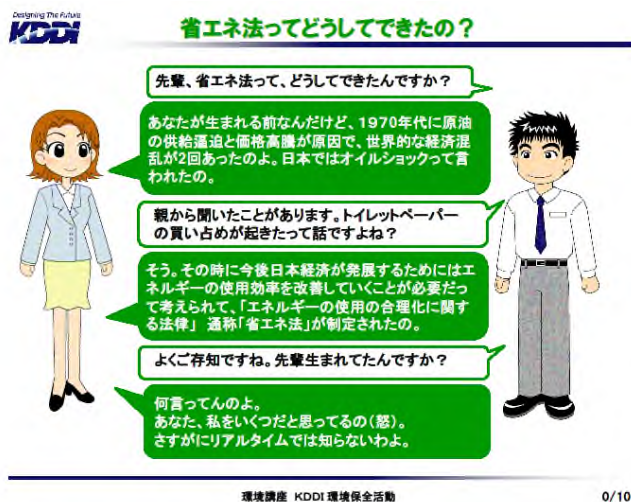 Designing The Future
KDDI
省エネ法ってどうしてできたの？
先輩、省エネ法って、どうしてできたんですか？
あなたが生まれる前なんだけど、１９７０年代に原油
の供給逼迫と価格高騰が原因で、世界的な経済混
乱が2回あったのよ。日本ではオイルショックって言
われたの。
親から聞いたことがあります。トイレットペーパー
の買い占めが起きたって話ですよね？
そう。その時に今後日本経済が発展するためにはエ
ネルギーの使用効率を改善していくことが必要だっ
て考えられて、「エネルギーの使用の合理化に関す
る法律」 通称「省エネ法」が制定されたの。
よくご存知ですね。先輩生まれてたんですか？
何言ってんのよ。
あなた、私をいくつだと思ってるの（怒）。
さすがにリアルタイムでは知らないわよ。
環境講座 KDDI 環境保全活動
0/10